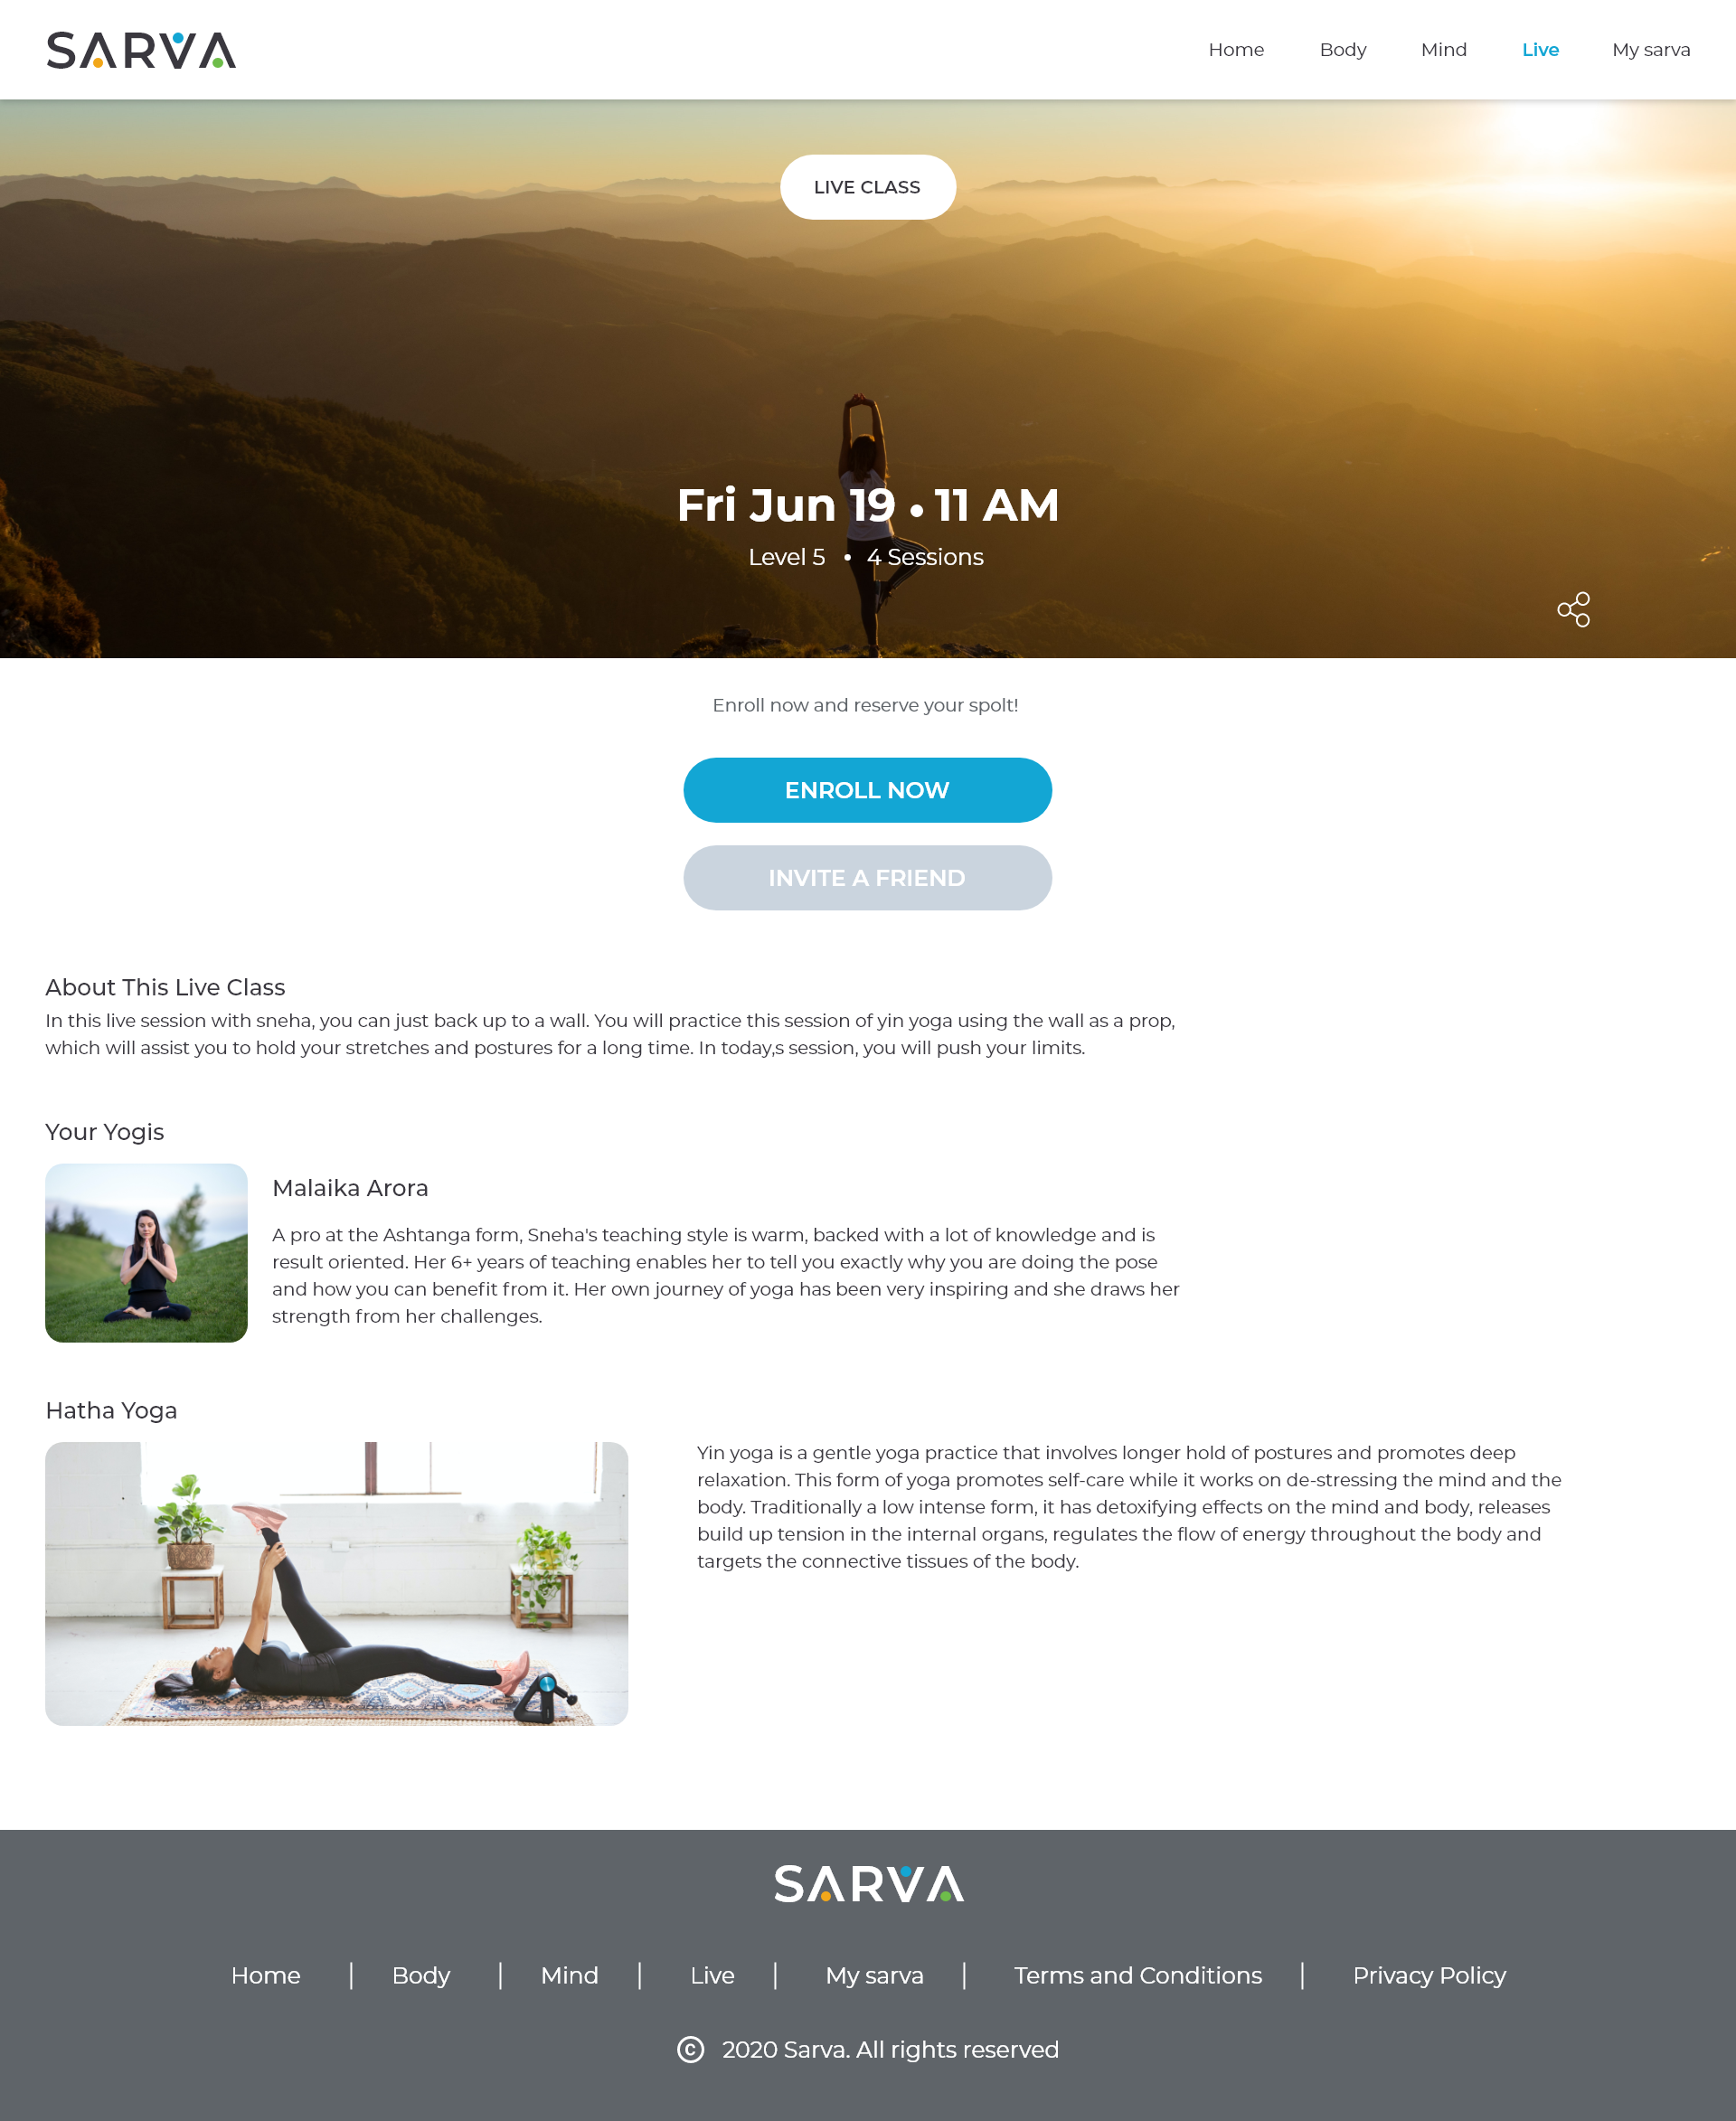 SARVA
Home Body Mind Live My sarva
LIVE CLASS
Fri Jun 19 • 11 AM
Level 5 • 4 Sessions
Enroll now and reserve your spolt!
ENROLL NOW
INVITE A FRIEND
About This Live Class
In this live session with sneha, you can just back up to a wall. You will practice this session of yin yoga using the wall as a prop,
which will assist you to hold your stretches and postures for a long time. In today,s session, you will push your limits.
Your Yogis
Malaika Arora
A pro at the Ashtanga form, Sneha's teaching style is warm, backed with a lot of knowledge and is
result oriented. Her 6+ years of teaching enables her to tell you exactly why you are doing the pose
and how you can benefit from it. Her own journey of yoga has been very inspiring and she draws her
strength from her challenges.
Hatha Yoga
Yin yoga is a gentle yoga practice that involves longer hold of postures and promotes deep
relaxation. This form of yoga promotes self-care while it works on de-stressing the mind and the
body. Traditionally a low intense form, it has detoxifying effects on the mind and body, releases
build up tension in the internal organs, regulates the flow of energy throughout the body and
targets the connective tissues of the body.
SARVA
Home | Body | Mind | Live | My sarva | Terms and Conditions | Privacy Policy
© 2020 Sarva. All rights reserved